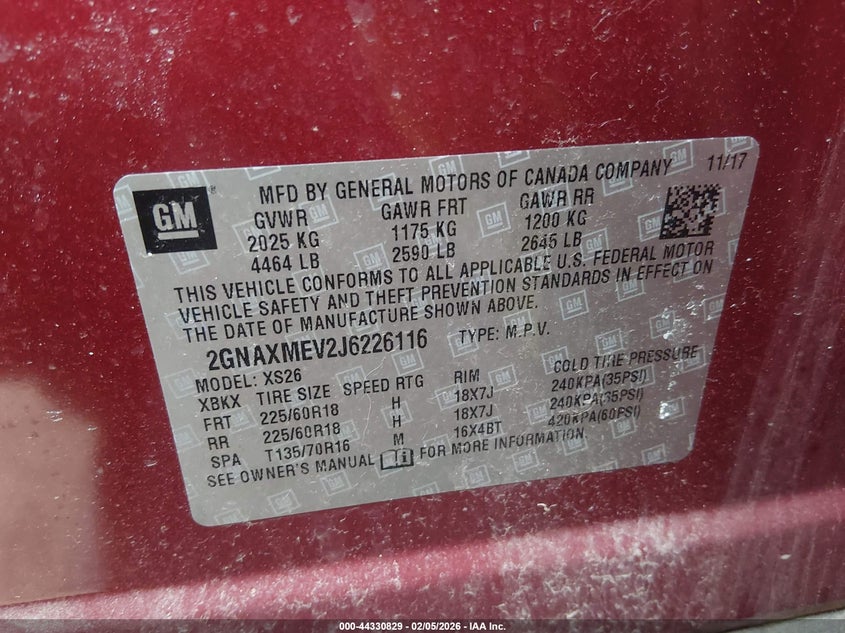 GM ® MFD BY GENERAL MOTORS OF CANADA COMPANY 11/17
GVWR GAWR FRT GAWR RR
2025 KG 1175 KG 1200 KG
4464 LB 2590 LB 2645 LB
THIS VEHICLE CONFORMS TO ALL APPLICABLE U.S. FEDERAL MOTOR
VEHICLE SAFETY AND THEFT PREVENTION STANDARDS IN EFFECT ON
THE DATE OF MANUFACTURE SHOWN ABOVE.
2GNAXMEV2J6226116 TYPE: M.P.V.
MODEL: XS26
XBKX TIRE SIZE SPEED RTG RIM COLD TIRE PRESSURE
FRT 225/60R18 H 18X7J 240KPA(35PSI)
RR 225/60R18 H 18X7J 240KPA(35PSI)
SPA T135/70R16 M 16X4BT 420KPA(60PSI)
SEE OWNER'S MANUAL FOR MORE INFORMATION.
000-44330829 - 02/05/2026 - IAA Inc.